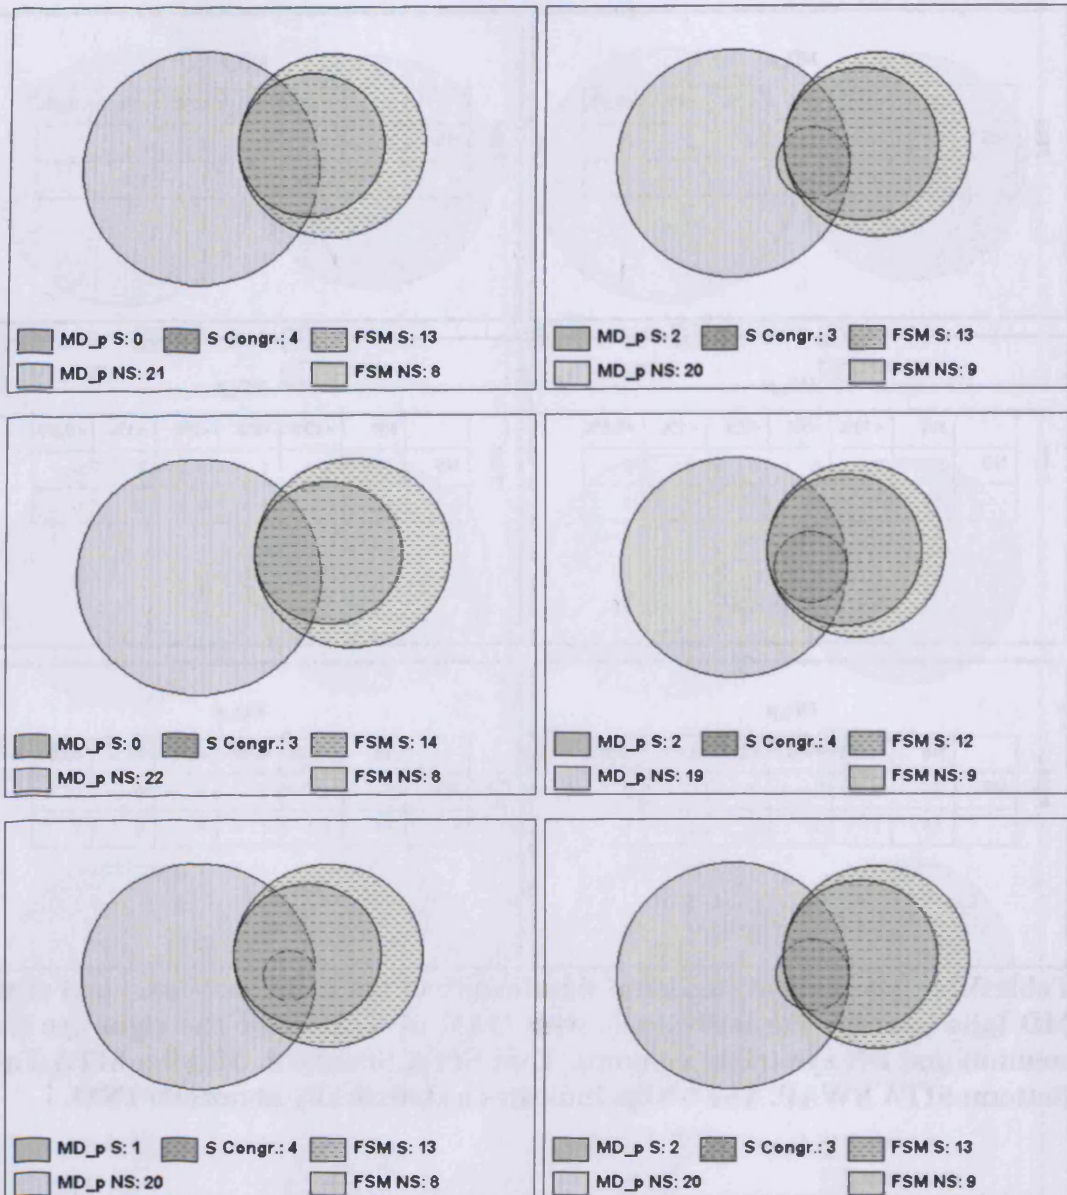 MD_p S: 0 S Congr.: 4 FSM S: 13
MD_p NS: 21 FSM NS: 8
MD_p S: 2 S Congr.: 3 FSM S: 13
MD_p NS: 20 FSM NS: 9
MD_p S: 0 S Congr.: 3 FSM S: 14
MD_p NS: 22 FSM NS: 8
MD_p S: 2 S Congr.: 4 FSM S: 12
MD_p NS: 19 FSM NS: 9
MD_p S: 1 S Congr.: 4 FSM S: 13
MD_p NS: 20 FSM NS: 8
MD_p S: 2 S Congr.: 3 FSM S: 13
MD_p NS: 20 FSM NS: 9